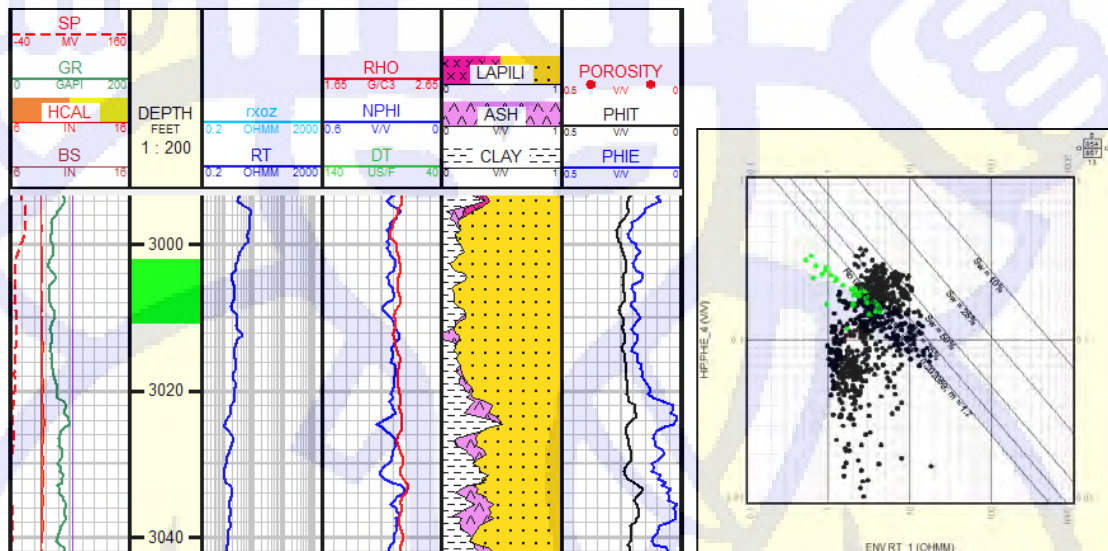 SP
-40 MV 160
GR
0 GAPI 200
HCAL
6 IN 16
BS
6 IN 16
DEPTH
FEET
1 : 200
rxoz
0.2 OHMM 2000
RT
0.2 OHMM 2000
RHO
1.65 G/C3 2.65
NPHI
0.6 V/V 0
DT
140 US/F 40
LAPILI
0 1
ASH
0 V/V 1
CLAY
0 V/V 1
POROSITY
0.5 V/V 0
PHIT
0.5 V/V 0
PHIE
0.5 V/V 0
3000
3020
3040
Sw = 10%
Sw = 25%
Sw = 50%
ENV.RT_1 (OHMM)